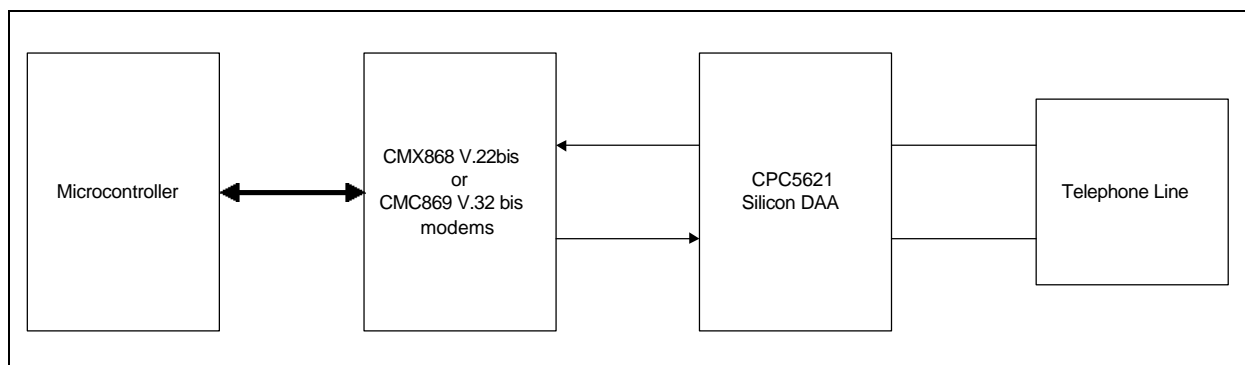 Microcontroller
CMX868 V.22bis
or
CMC869 V.32 bis
modems
CPC5621
Silicon DAA
Telephone Line